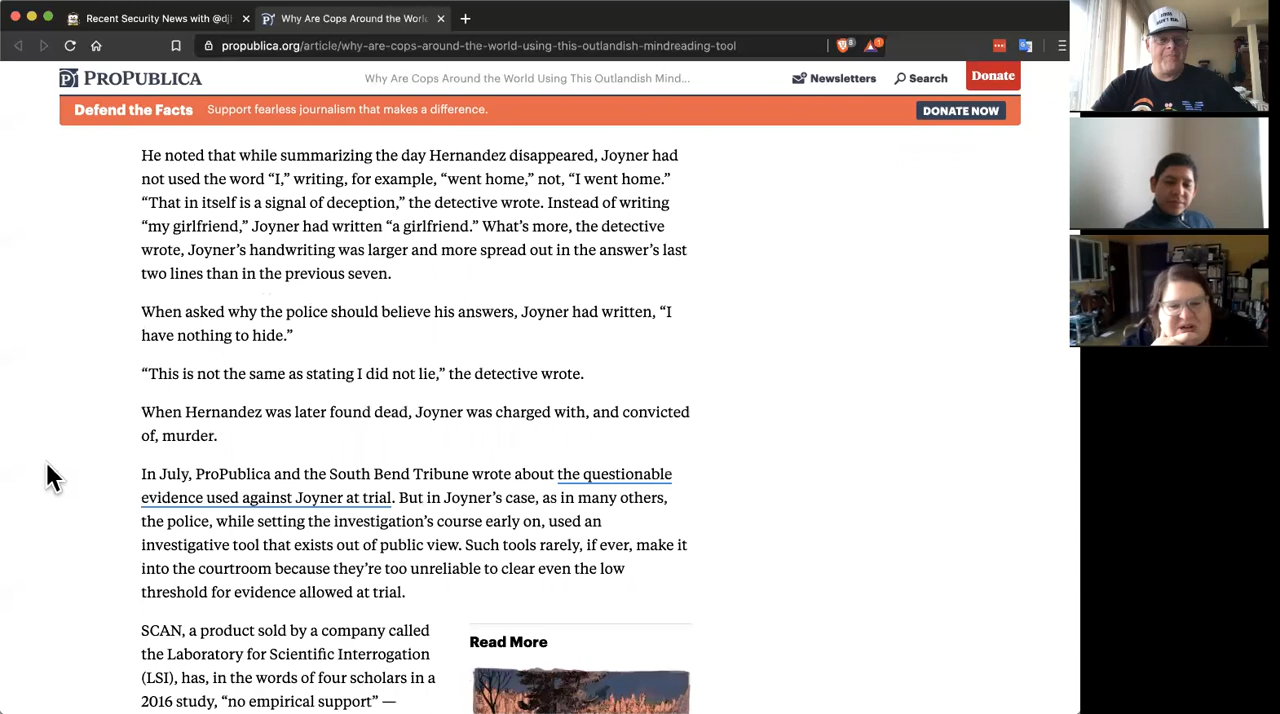 Recent Security News with @djh
Why Are Cops Around the World
propublica.org/article/why-are-cops-around-the-world-using-this-outlandish-mindreading-tool
8
1
PROPUBLICA
Why Are Cops Around the World Using This Outlandish Mind...
Newsletters
Search
Donate
Defend the Facts Support fearless journalism that makes a difference.
DONATE NOW
He noted that while summarizing the day Hernandez disappeared, Joyner had
not used the word “I,” writing, for example, “went home,” not, “I went home.”
“That in itself is a signal of deception,” the detective wrote. Instead of writing
“my girlfriend,” Joyner had written “a girlfriend.” What’s more, the detective
wrote, Joyner’s handwriting was larger and more spread out in the answer’s last
two lines than in the previous seven.
When asked why the police should believe his answers, Joyner had written, “I
have nothing to hide.”
“This is not the same as stating I did not lie,” the detective wrote.
When Hernandez was later found dead, Joyner was charged with, and convicted
of, murder.
In July, ProPublica and the South Bend Tribune wrote about the questionable
evidence used against Joyner at trial. But in Joyner’s case, as in many others,
the police, while setting the investigation’s course early on, used an
investigative tool that exists out of public view. Such tools rarely, if ever, make it
into the courtroom because they’re too unreliable to clear even the low
threshold for evidence allowed at trial.
SCAN, a product sold by a company called
the Laboratory for Scientific Interrogation
(LSI), has, in the words of four scholars in a
2016 study, “no empirical support” —
Read More